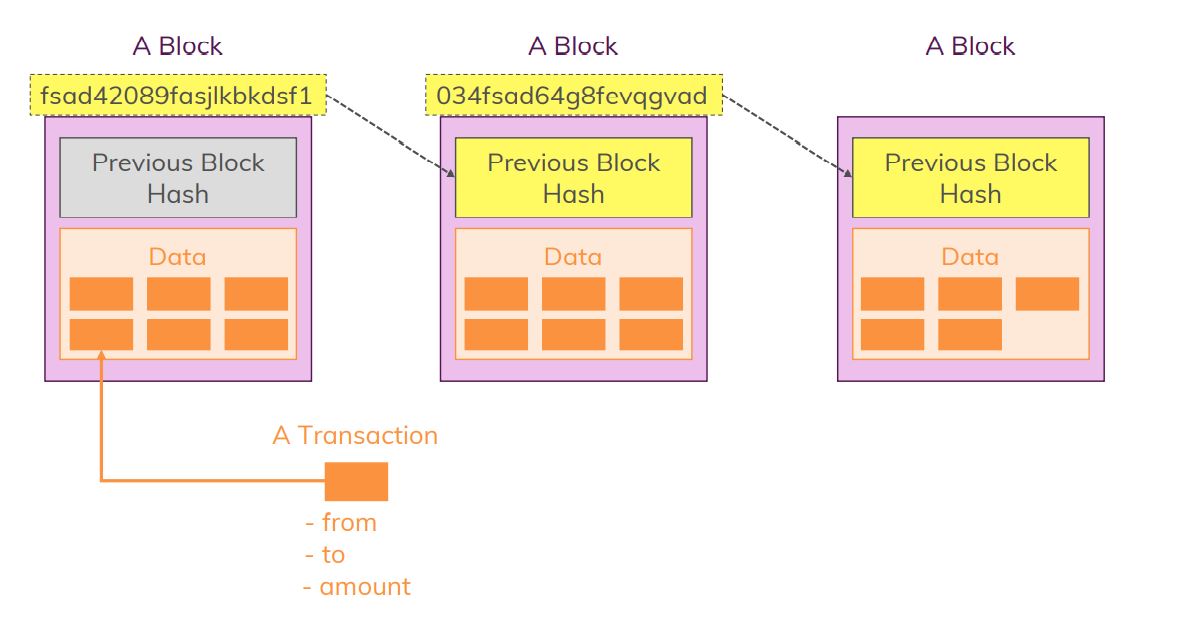 A Block
A Block
A Block
fsad42089fasjlkbkdsf1
034fsad64g8fevqgvad
Previous Block
Hash
Previous Block
Hash
Previous Block
Hash
Data
Data
Data
A Transaction
- from
- to
- amount